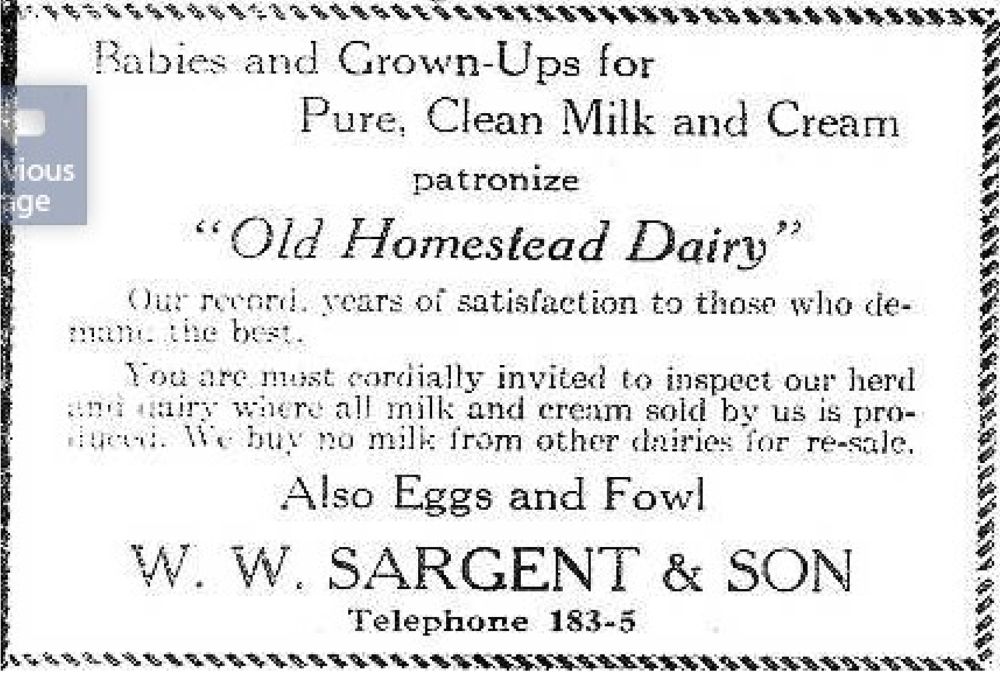 Babies and Grown-Ups for
Pure, Clean Milk and Cream
vious
age
patronize
"Old Homestead Dairy"
Our record, years of satisfaction to those who de-
mand the best.
You are most cordially invited to inspect our herd
and dairy where all milk and cream sold by us is pro-
duced. We buy no milk from other dairies for re-sale.
Also Eggs and Fowl
W. W. SARGENT & SON
Telephone 183-5